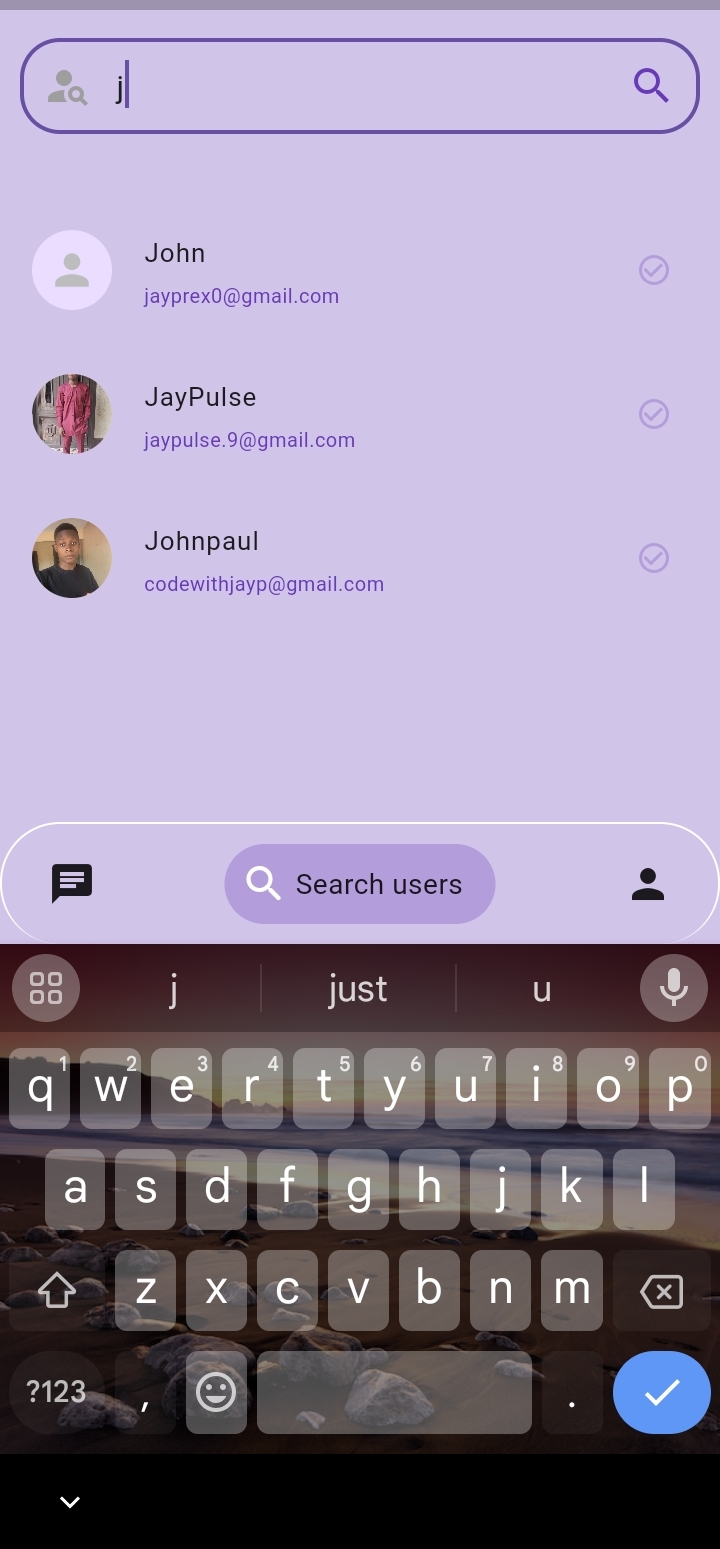 j
John
jayprex0@gmail.com
JayPulse
jaypulse.9@gmail.com
Johnpaul
codewithjayp@gmail.com
Search users
j just u
q1 w2 e3 r4 t5 y6 u7 i8 o9 p0
a s d f g h j k l
z x c v b n m
?123 , .